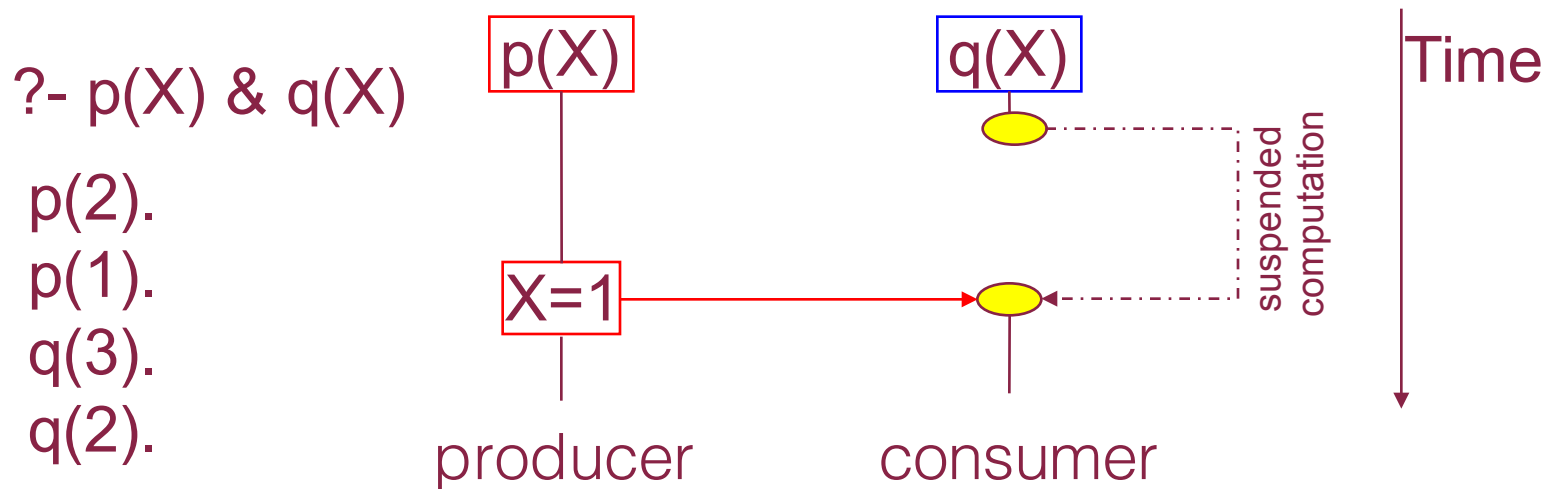 ?- p(X) & q(X)
p(2).
p(1).
q(3).
q(2).
p(X)
X=1
producer
q(X)
consumer
suspended
computation
Time